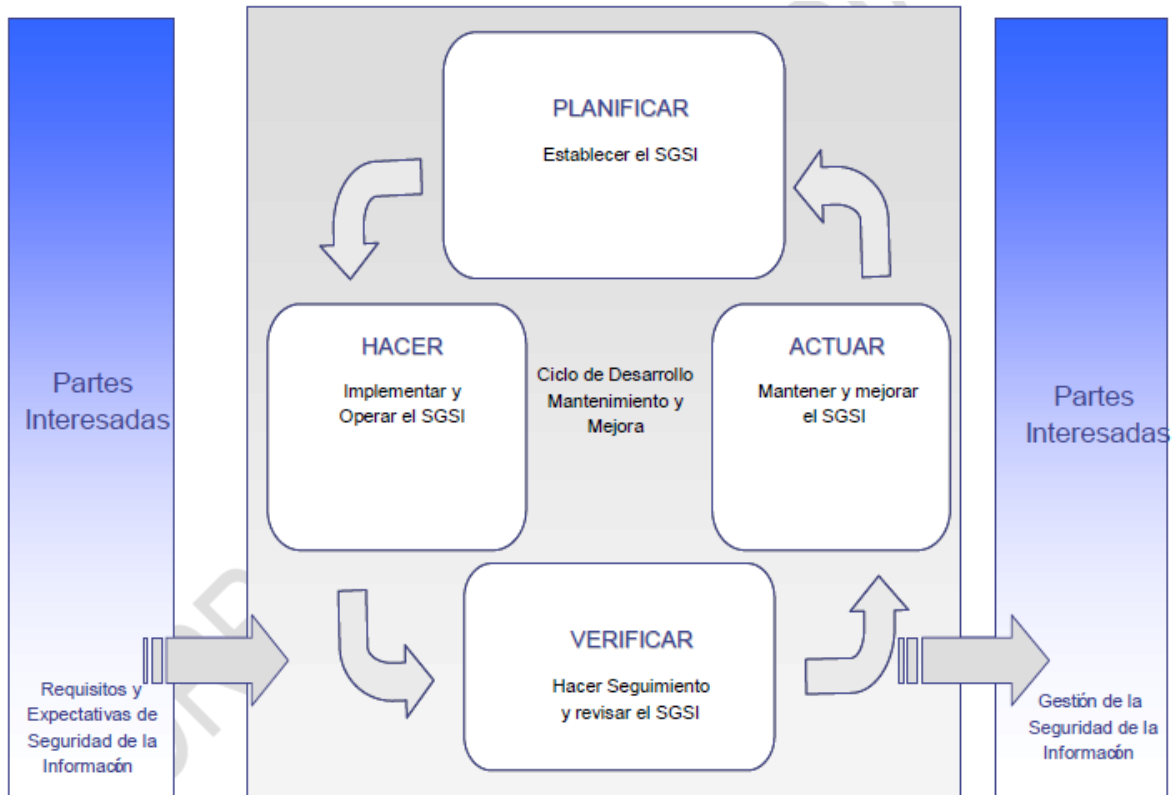 PLANIFICAR
Establecer el SGSI
HACER
Implementar y
Operar el SGSI
Ciclo de Desarrollo
Mantenimiento y
Mejora
ACTUAR
Mantener y mejorar
el SGSI
VERIFICAR
Hacer Seguimiento
y revisar el SGSI
Partes
Interesadas
Requisitos y
Expectativas de
Seguridad de la
Informacón
Partes
Interesadas
Gestión de la
Seguridad de la
Informacón